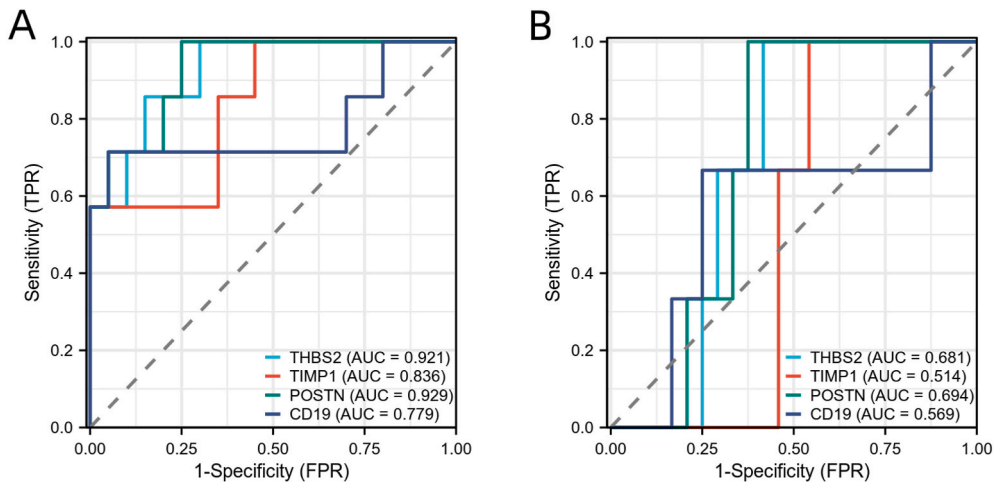 A
Sensitivity (TPR)
1.0
0.8
0.6
0.4
0.2
0.0
THBS2 (AUC = 0.921)
TIMP1 (AUC = 0.836)
POSTN (AUC = 0.929)
CD19 (AUC = 0.779)
0.00 0.25 0.50 0.75 1.00
1-Specificity (FPR)
B
Sensitivity (TPR)
1.0
0.8
0.6
0.4
0.2
0.0
THBS2 (AUC = 0.681)
TIMP1 (AUC = 0.514)
POSTN (AUC = 0.694)
CD19 (AUC = 0.569)
0.00 0.25 0.50 0.75 1.00
1-Specificity (FPR)